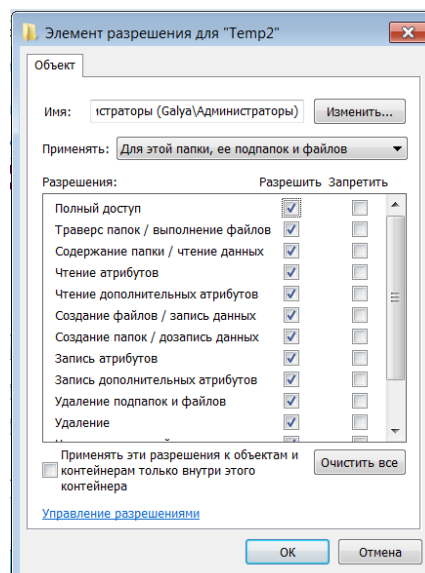 Элемент разрешения для "Temp2"
Объект
Имя: істраторы (Galya\Администраторы) Изменить...
Применять: Для этой папки, ее подпапок и файлов
Разрешения: Разрешить Запретить
Полный доступ
Траверс папок / выполнение файлов
Содержание папки / чтение данных
Чтение атрибутов
Чтение дополнительных атрибутов
Создание файлов / запись данных
Создание папок / дозапись данных
Запись атрибутов
Запись дополнительных атрибутов
Удаление подпапок и файлов
Удаление
Применять эти разрешения к объектам и
контейнерам только внутри этого
контейнера
Очистить все
Управление разрешениями
ОК Отмена